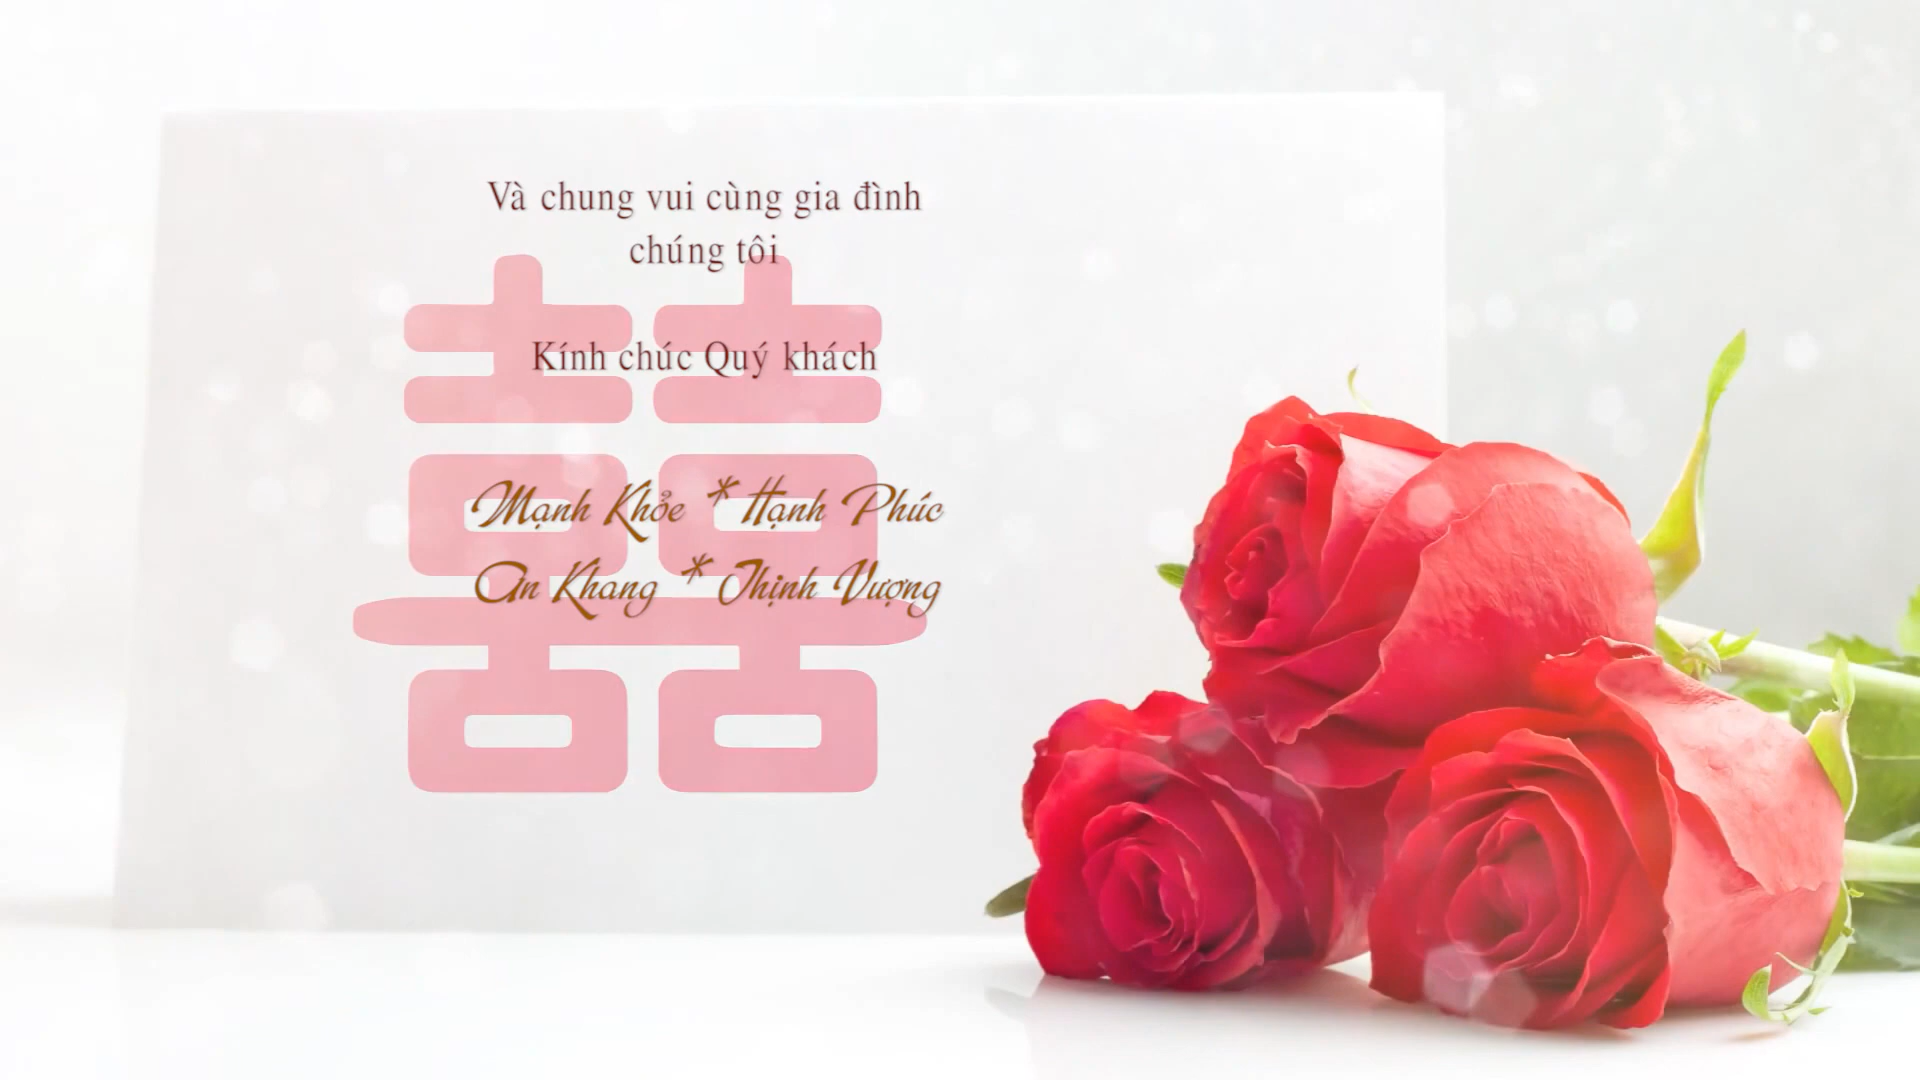 Và chung vui cùng gia đình
chúng tôi
Kính chúc Quý khách
囍
Mạnh Khỏe * Hạnh Phúc
An Khang * Thịnh Vượng